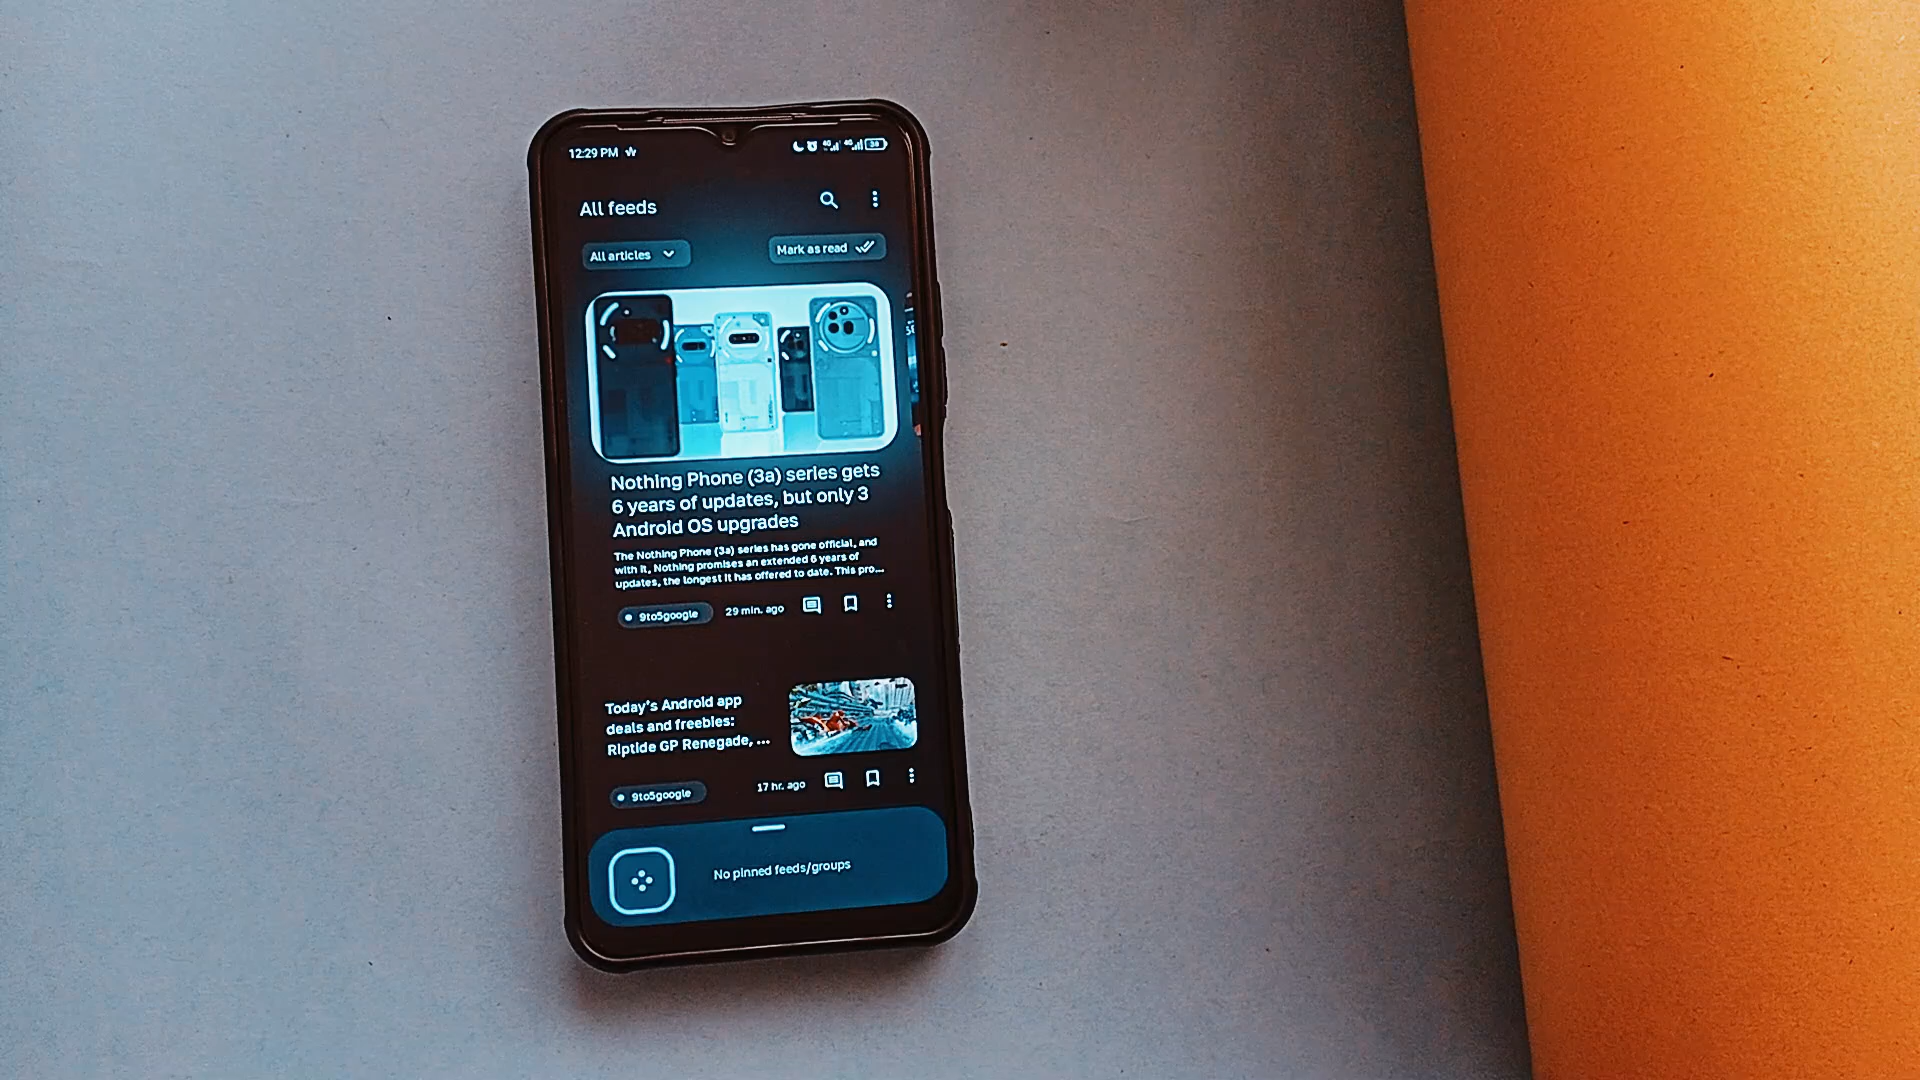 12:29 PM
4G 4G 38
All feeds
All articles
Mark as read
Nothing Phone (3a) series gets
6 years of updates, but only 3
Android OS upgrades
The Nothing Phone (3a) series has gone official, and
with it, Nothing promises an extended 6 years of
updates, the longest it has offered to date. This pro...
9to5google
29 min. ago
Today's Android app
deals and freebies:
Riptide GP Renegade, ...
9to5google
17 hr. ago
No pinned feeds/groups